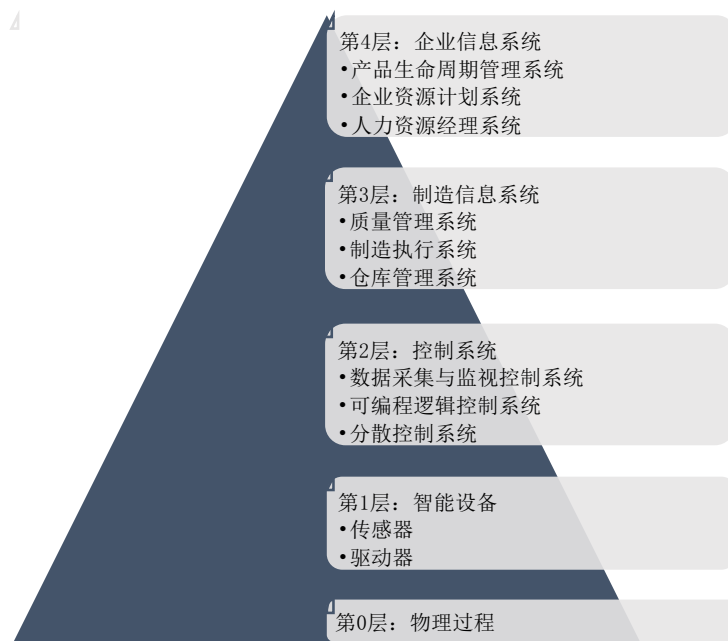 第4层：企业信息系统
•产品生命周期管理系统
•企业资源计划系统
•人力资源经理系统
第3层：制造信息系统
•质量管理系统
•制造执行系统
•仓库管理系统
第2层：控制系统
•数据采集与监视控制系统
•可编程逻辑控制系统
•分散控制系统
第1层：智能设备
•传感器
•驱动器
第0层：物理过程